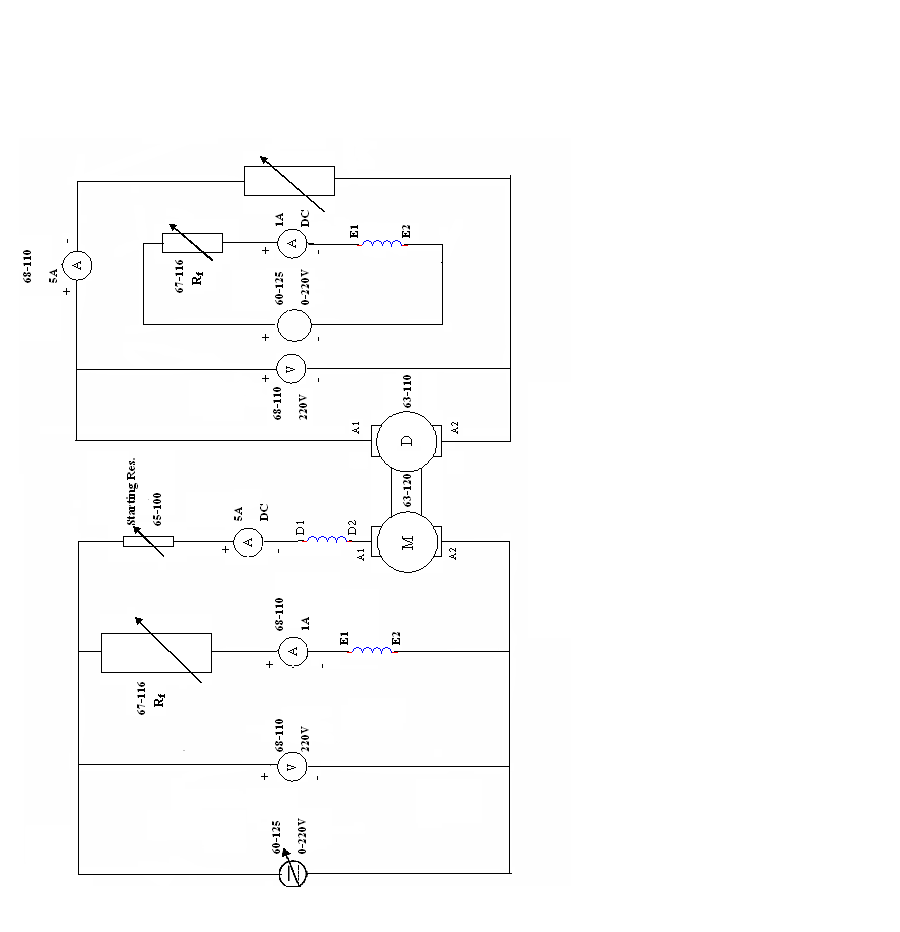 68-110
5A
+
-
A
67-116
Rf
1A
DC
+
A
-
E1
E2
60-125
0-220V
+
-
68-110
220V
+
V
-
63-110
A1
D
A2
Starting Res.
65-100
5A
DC
+
A
-
D1
D2
63-120
A1
M
A2
67-116
Rf
68-110
1A
+
A
-
E1
E2
68-110
220V
+
V
-
60-125
0-220V